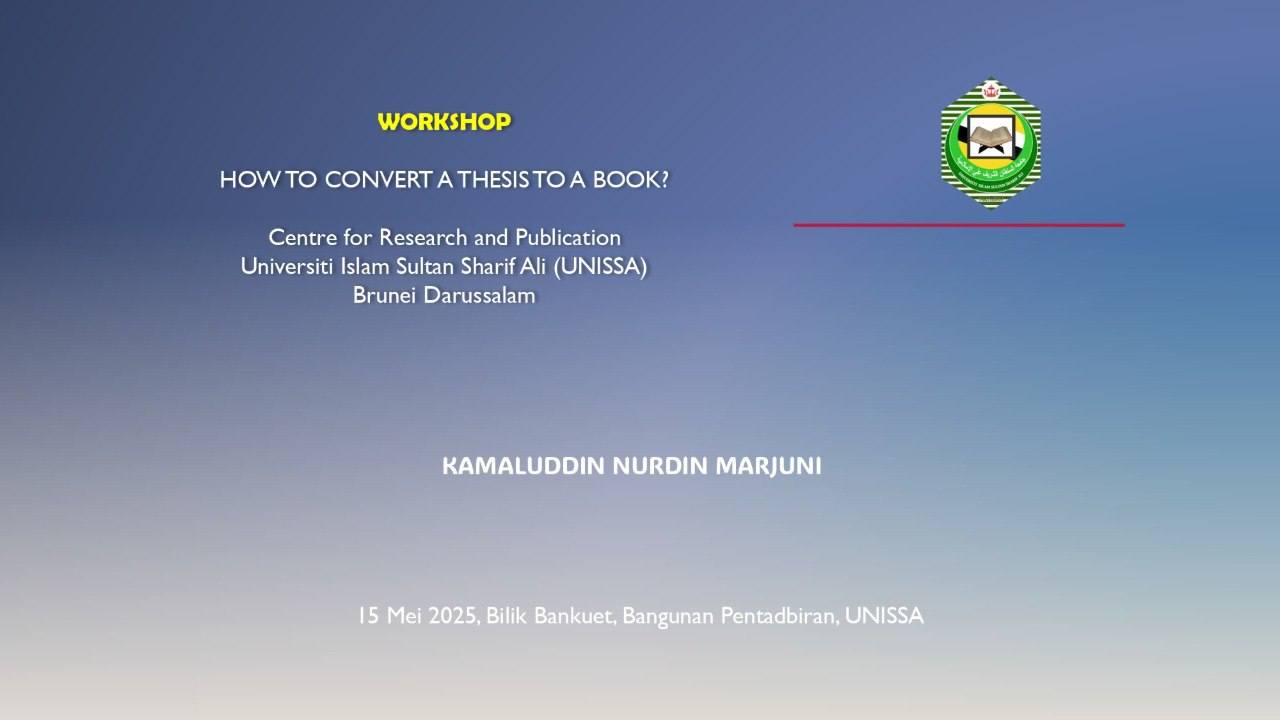 WORKSHOP
HOW TO CONVERT A THESIS TO A BOOK?
Centre for Research and Publication
Universiti Islam Sultan Sharif Ali (UNISSA)
Brunei Darussalam
KAMALUDDIN NURDIN MARJUNI
15 Mei 2025, Bilik Bankuet, Bangunan Pentadbiran, UNISSA